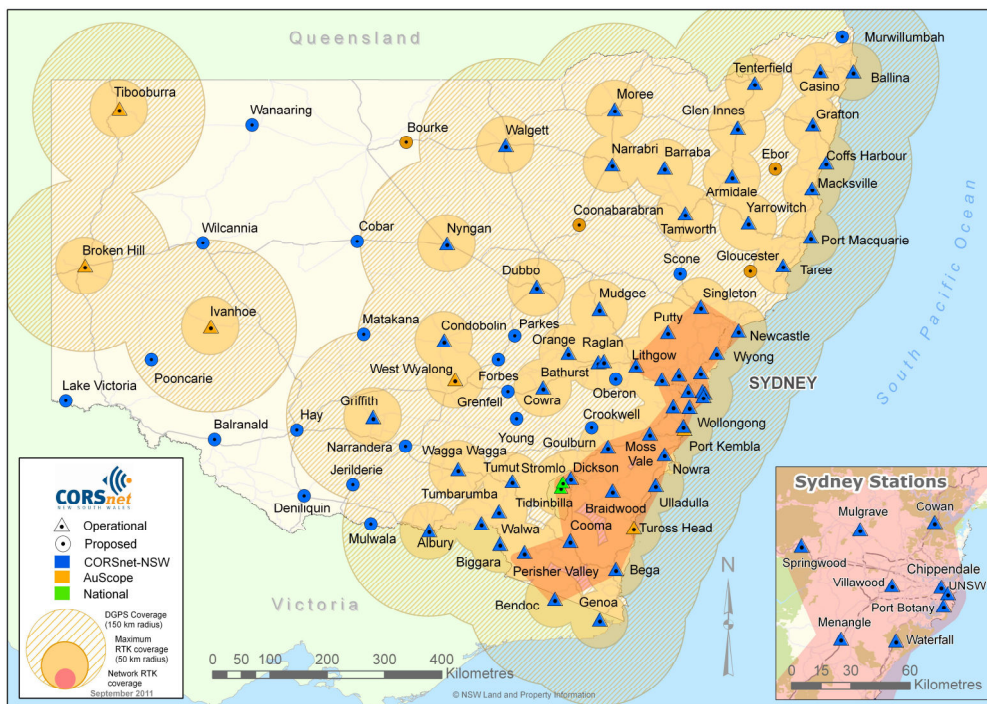 Queensland
Murwillumbah
Tibooburra
Tenterfield
Casino
Ballina
Wanaaring
Bourke
Moree
Glen Innes
Walgett
Grafton
Narrabri
Barraba
Ebor
Coffs Harbour
Armidale
Macksville
Wilcannia
Cobar
Coonabarabran
Yarrowitch
Tamworth
Broken Hill
Nyngan
Port Macquarie
Scone
Gloucester
Taree
Dubbo
Singleton
Ivanhoe
Mudgee
Matakana
Condobolin
Parkes
Putty
Newcastle
Orange
Raglan
Lithgow
Wyong
West Wyalong
Forbes
Bathurst
Pooncarie
Oberon
SYDNEY
Lake Victoria
Grenfell
Cowra
Griffith
Crookwell
Hay
Young
Wollongong
Balranald
Narrandera
Goulburn
Port Kembla
Moss
Vale
Wagga Wagga
Tumut
Stromlo
Dickson
Nowra
Jerilderie
Tidbinbilla
Braidwood
Ulladulla
Deniliquin
Tumbarumba
Mulwala
Albury
Walwa
Cooma
Tuross Head
Biggara
Perisher Valley
Bega
Victoria
Bendoc
Genoa
South Pacific Ocean
N
CORSnet
NEW SOUTH WALES
Operational
Proposed
CORSnet-NSW
AuScope
National
DGPS Coverage
(150 km radius)
Maximum
RTK coverage
(50 km radius)
Network RTK
coverage
September 2011
0 50 100 200 300 400
Kilometres
© NSW Land and Property Information
Sydney Stations
Mulgrave
Cowan
Springwood
Chippendale
Villawood
UNSW
Port Botany
Menangle
Waterfall
0 15 30 60
Kilometres